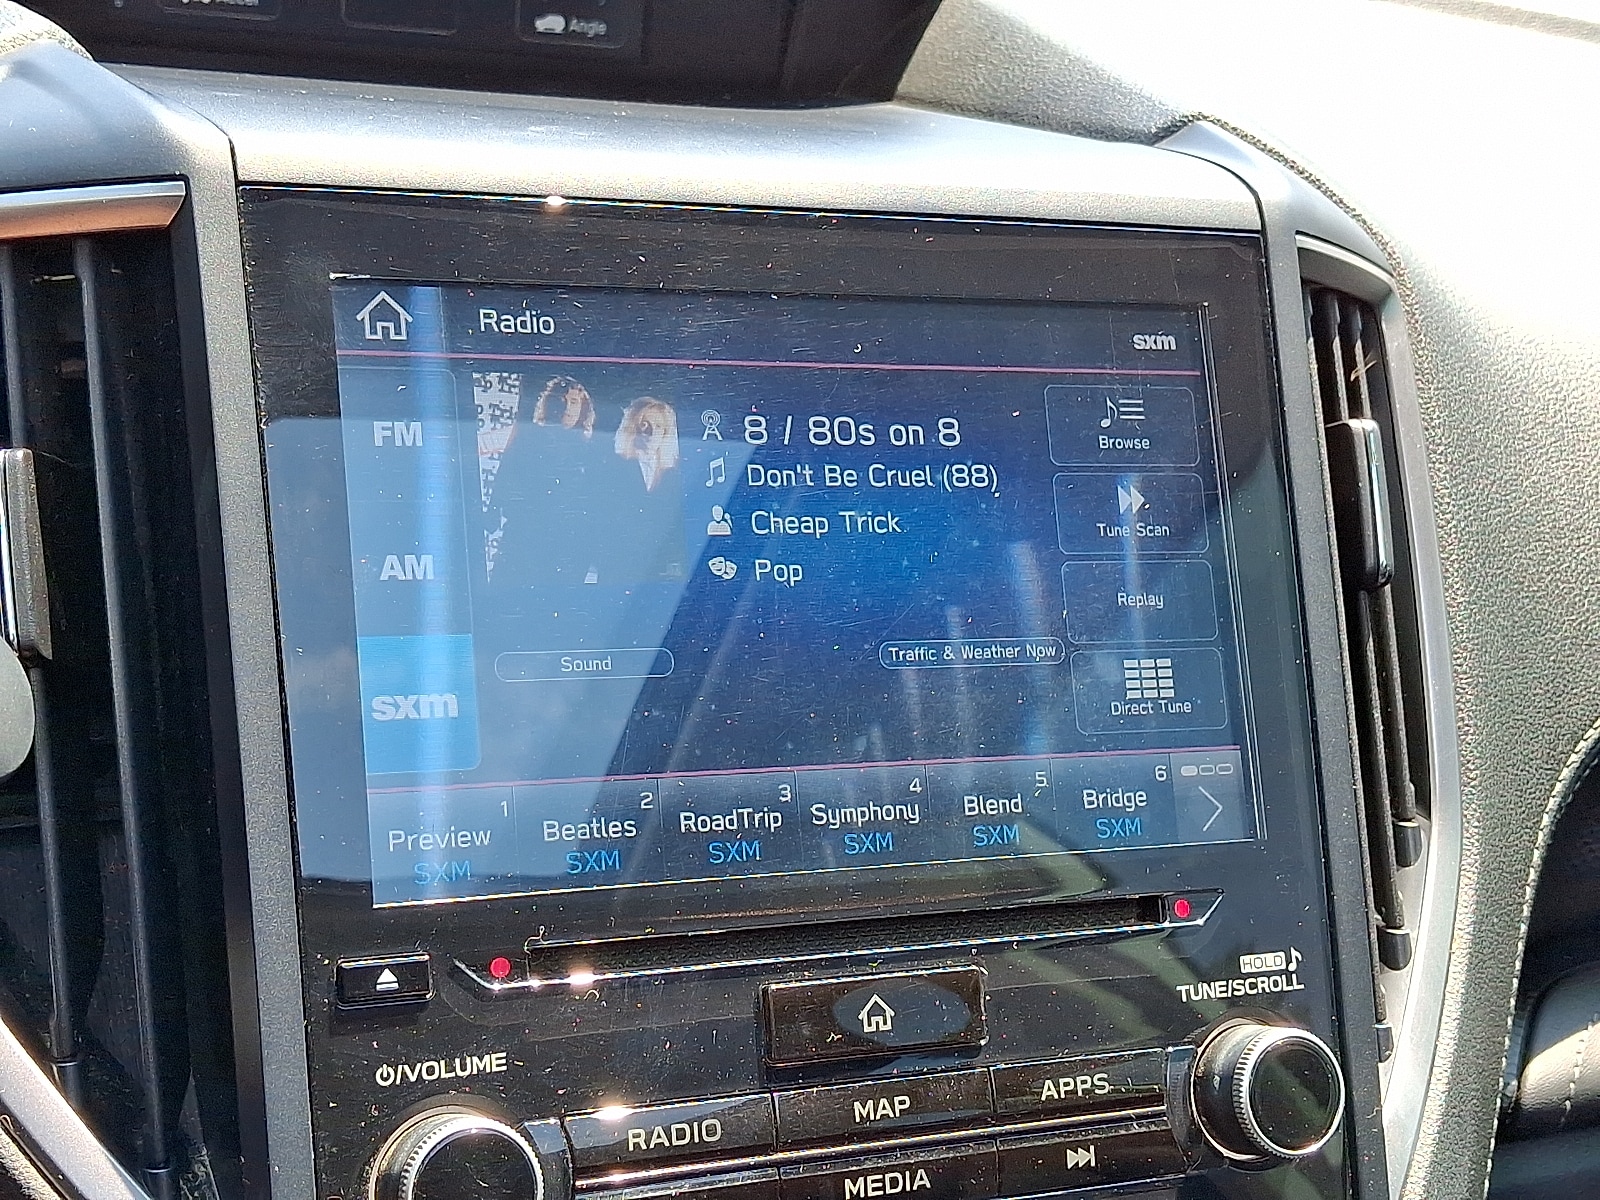 Angle
Radio
sxm
FM
AM
sxm
8 / 80s on 8
Don't Be Cruel (88)
Cheap Trick
Pop
Browse
Tune Scan
Replay
Direct Tune
Sound
Traffic & Weather Now
1
Preview
SXM
2
Beatles
SXM
3
RoadTrip
SXM
4
Symphony
SXM
5
Blend
SXM
6
Bridge
SXM
HOLD
TUNE/SCROLL
/VOLUME
RADIO
MAP
APPS
MEDIA